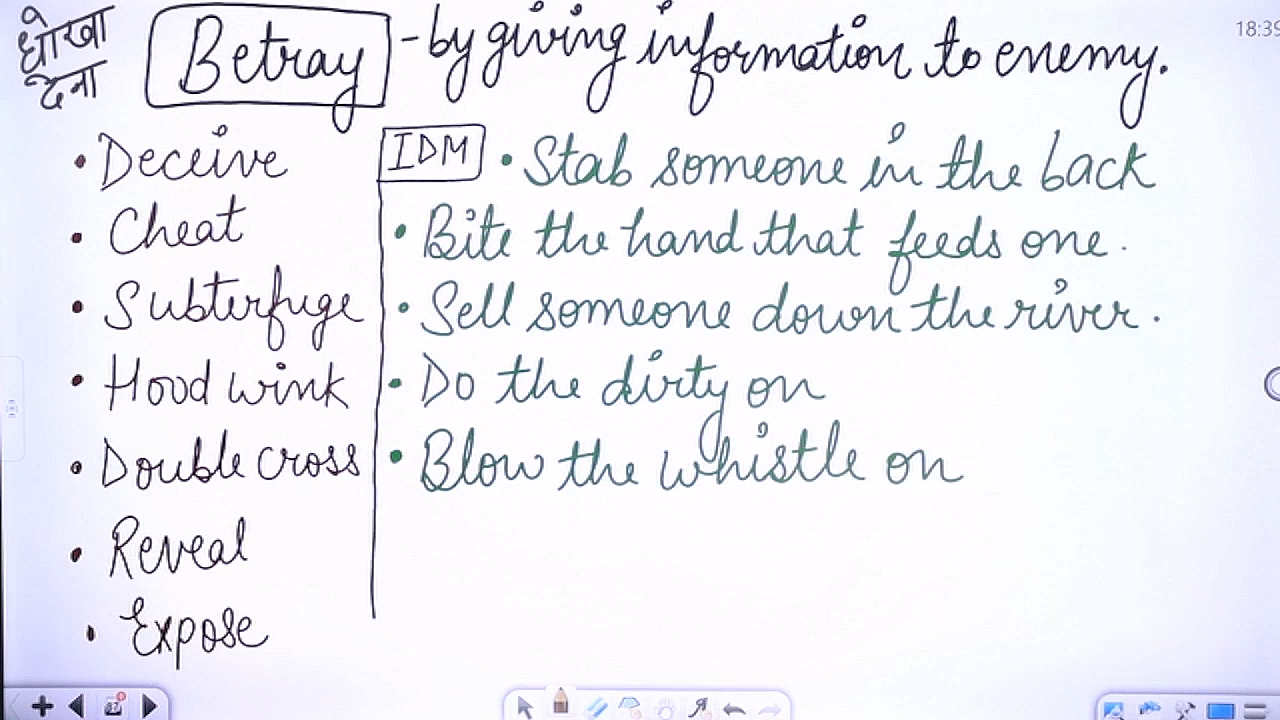 धोखा देना
Betray - by giving information to enemy.
18:39
• Deceive
• Cheat
• Subterfuge
• Hood wink
• Double cross
• Reveal
• Expose
IDM • Stab someone in the back
• Bite the hand that feeds one.
• Sell someone down the river.
• Do the dirty on
• Blow the whistle on